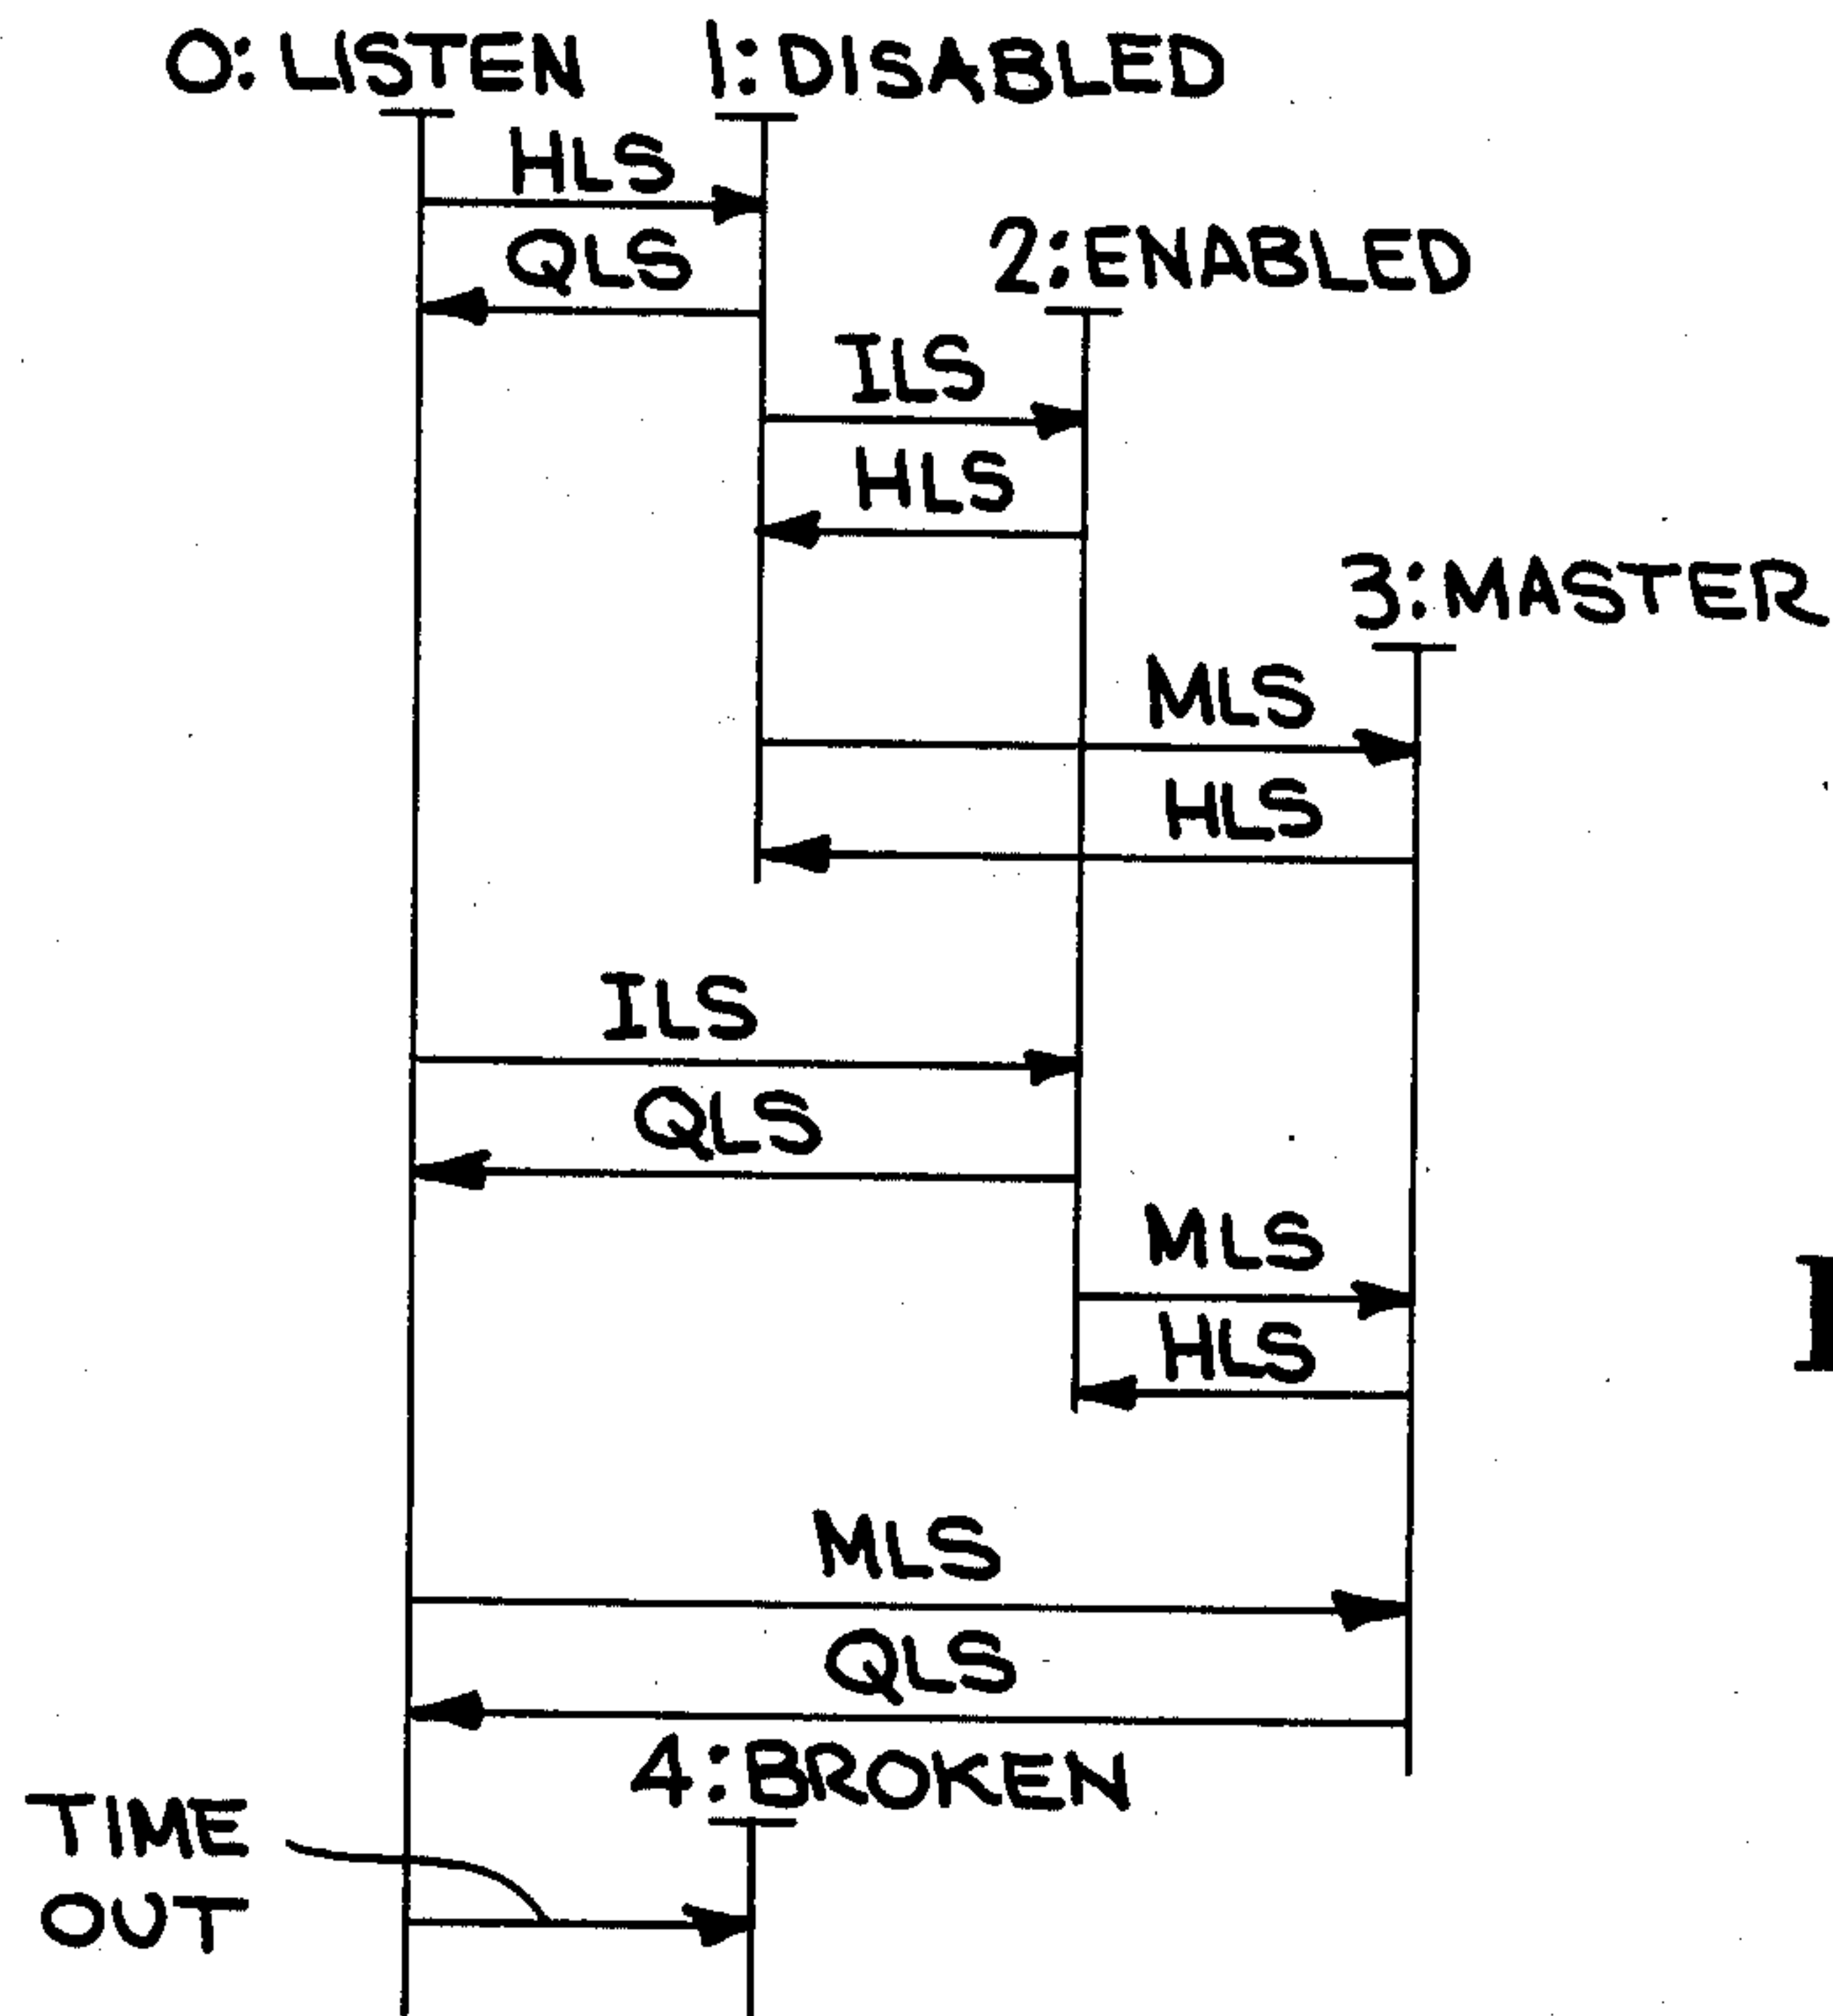 0: LISTEN 1: DISABLED
HLS
QLS
2: ENABLED
ILS
HLS
3: MASTER
MLS
HLS
ILS
QLS
MLS
HLS
MLS
QLS
4: BROKEN
TIME
OUT